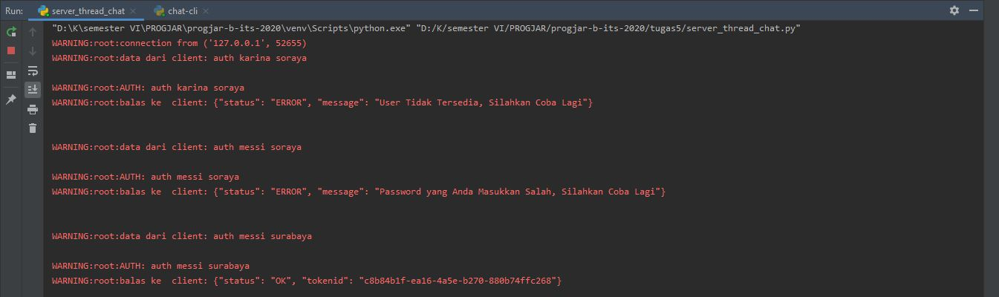 Run: server_thread_chat chat-cli
"D:\K\semester VI\PROGJAR\progjar-b-its-2020\venv\Scripts\python.exe" "D:/K/semester VI/PROGJAR/progjar-b-its-2020/tugas5/server_thread_chat.py"
WARNING:root:connection from ('127.0.0.1', 52655)
WARNING:root:data dari client: auth karina soraya
WARNING:root:AUTH: auth karina soraya
WARNING:root:balas ke  client: {"status": "ERROR", "message": "User Tidak Tersedia, Silahkan Coba Lagi"}
WARNING:root:data dari client: auth messi soraya
WARNING:root:AUTH: auth messi soraya
WARNING:root:balas ke  client: {"status": "ERROR", "message": "Password yang Anda Masukkan Salah, Silahkan Coba Lagi"}
WARNING:root:data dari client: auth messi surabaya
WARNING:root:AUTH: auth messi surabaya
WARNING:root:balas ke  client: {"status": "OK", "tokenid": "c8b84b1f-ea16-4a5e-b270-880b74ffc268"}